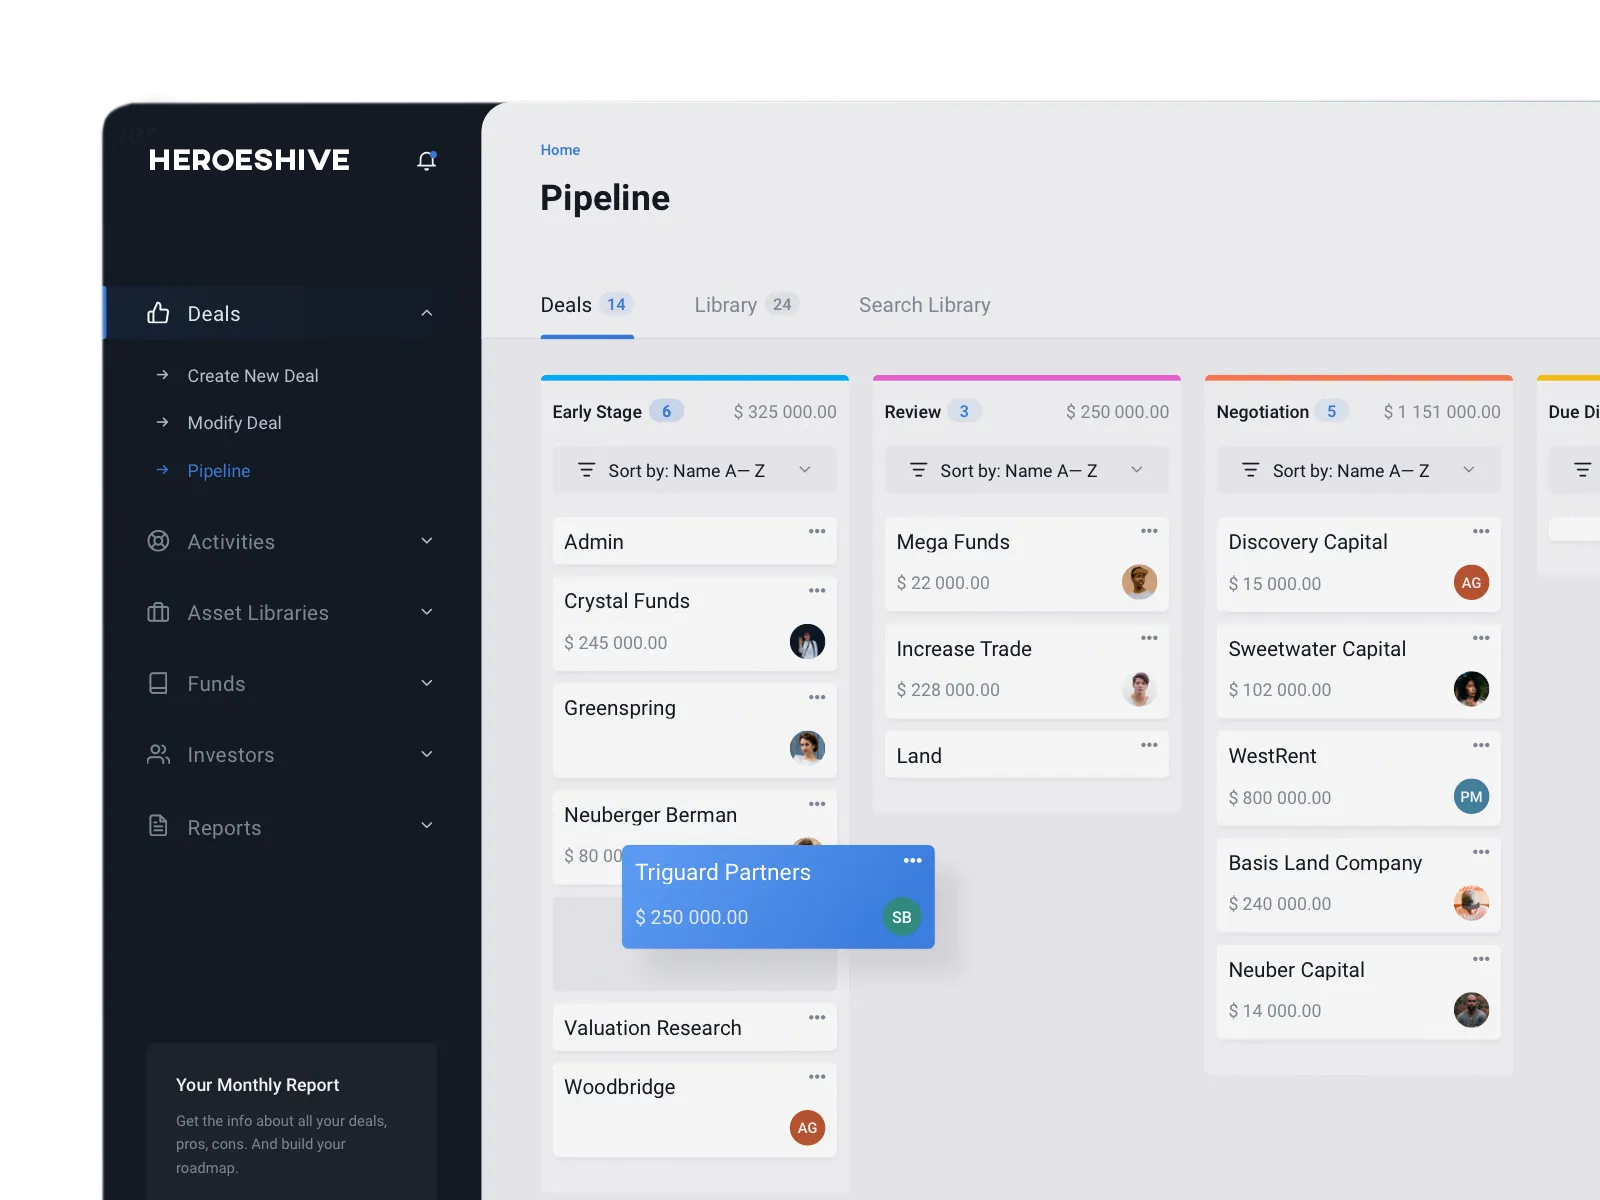 HEROESHIVE
Deals
Create New Deal
Modify Deal
Pipeline
Activities
Asset Libraries
Funds
Investors
Reports
Your Monthly Report
Get the info about all your deals,
pros, cons. And build your
roadmap.
Home
Pipeline
Deals 14
Library 24
Search Library
Early Stage 6 $ 325 000.00
Sort by: Name A— Z
Admin
Crystal Funds
$ 245 000.00
Greenspring
Neuberger Berman
$ 80 00
Triguard Partners
$ 250 000.00 SB
Valuation Research
Woodbridge
AG
Review 3 $ 250 000.00
Sort by: Name A— Z
Mega Funds
$ 22 000.00
Increase Trade
$ 228 000.00
Land
Negotiation 5 $ 1 151 000.00
Sort by: Name A— Z
Discovery Capital
$ 15 000.00 AG
Sweetwater Capital
$ 102 000.00
WestRent
$ 800 000.00 PM
Basis Land Company
$ 240 000.00
Neuber Capital
$ 14 000.00
Due Di